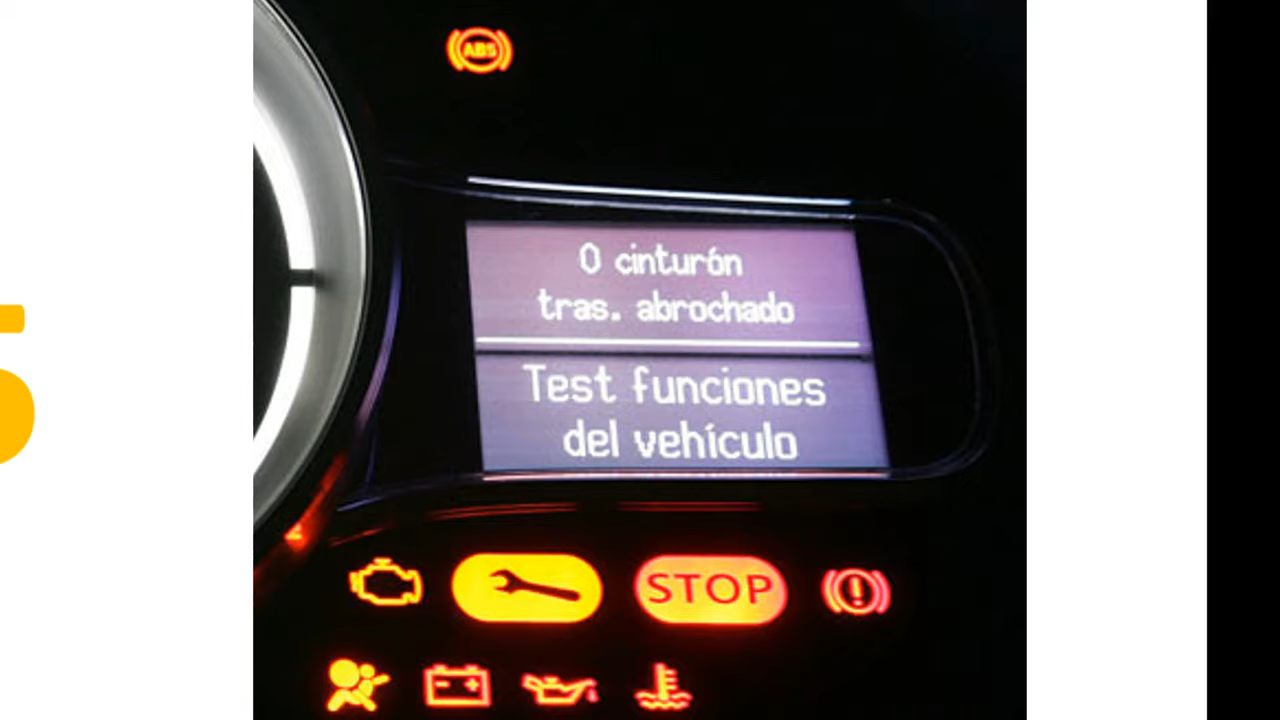 ABS
0 cinturón
tras. abrochado
Test funciones
del vehículo
STOP